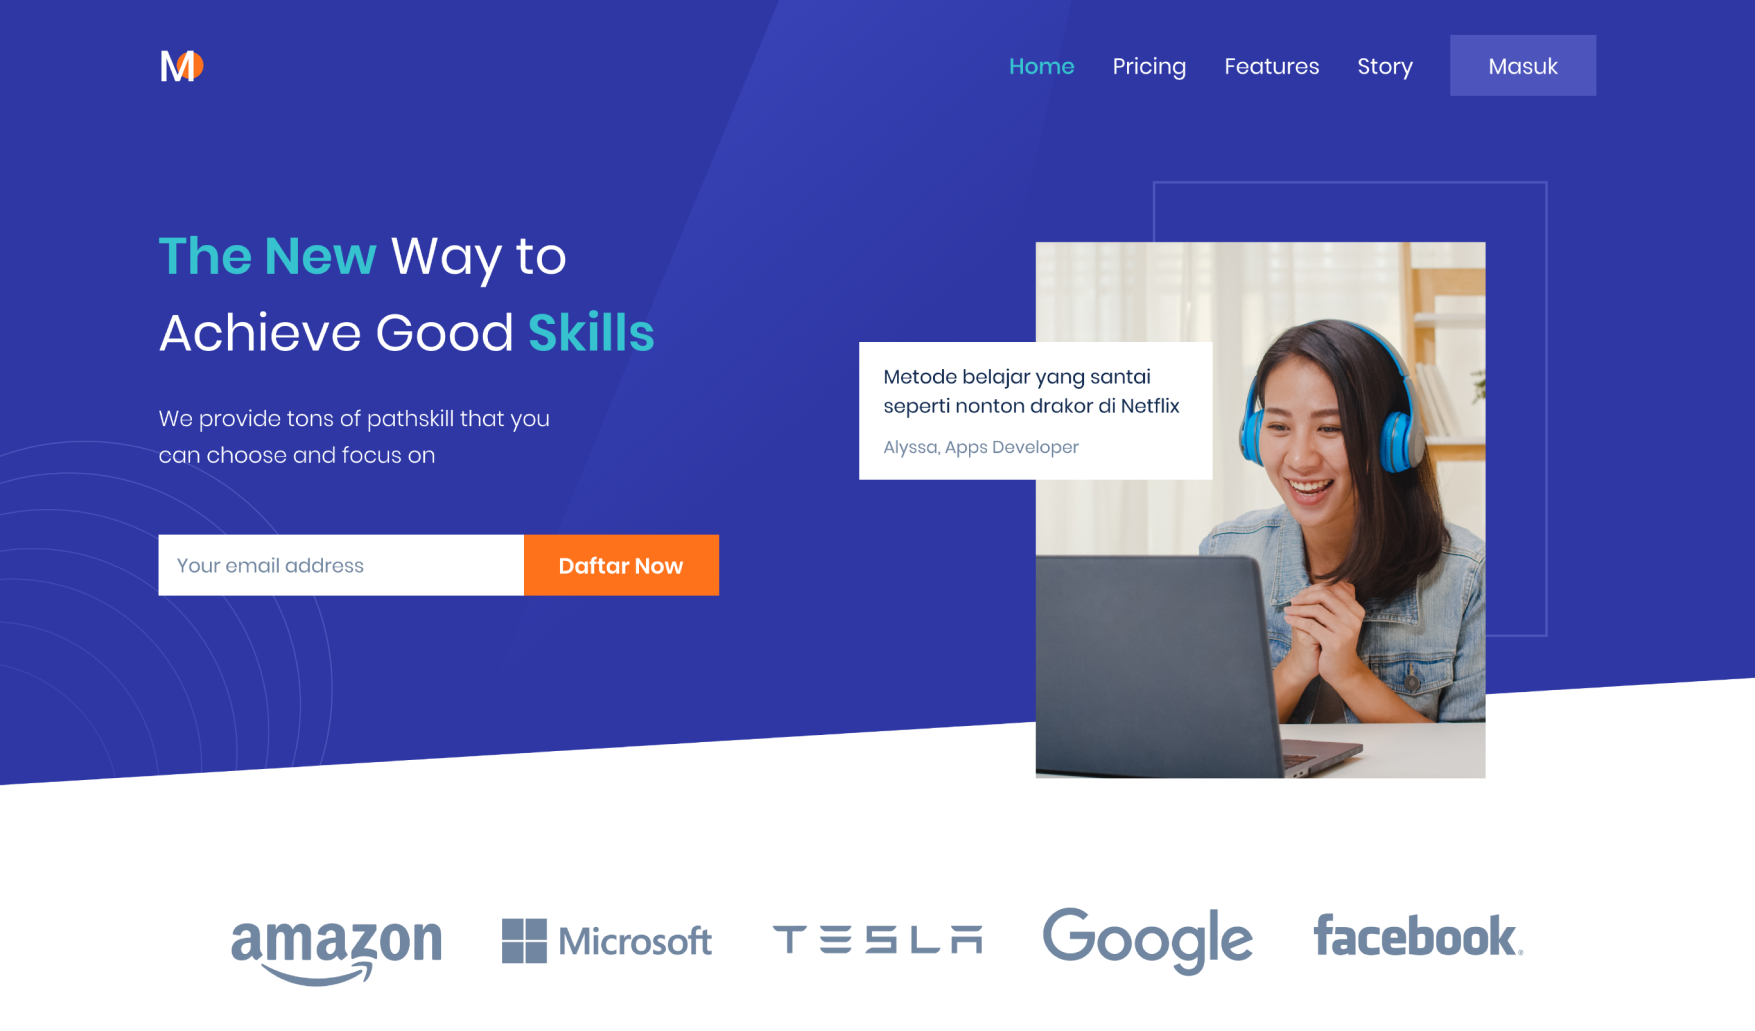 M
Home Pricing Features Story Masuk
The New Way to
Achieve Good Skills
We provide tons of pathskill that you
can choose and focus on
Your email address
Daftar Now
Metode belajar yang santai
seperti nonton drakor di Netflix
Alyssa, Apps Developer
amazon
Microsoft
TESLA
Google
facebook®